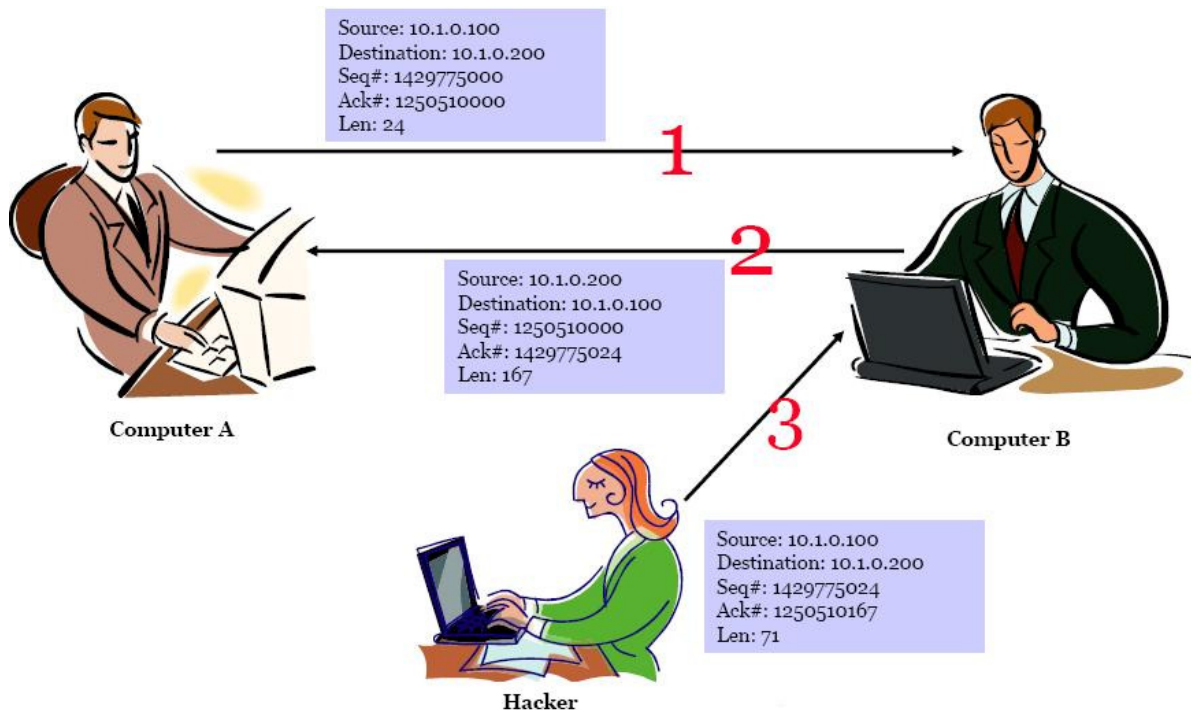 Source: 10.1.0.100
Destination: 10.1.0.200
Seq#: 1429775000
Ack#: 1250510000
Len: 24
1
2
Source: 10.1.0.200
Destination: 10.1.0.100
Seq#: 1250510000
Ack#: 1429775024
Len: 167
3
Computer A
Computer B
Source: 10.1.0.100
Destination: 10.1.0.200
Seq#: 1429775024
Ack#: 1250510167
Len: 71
Hacker